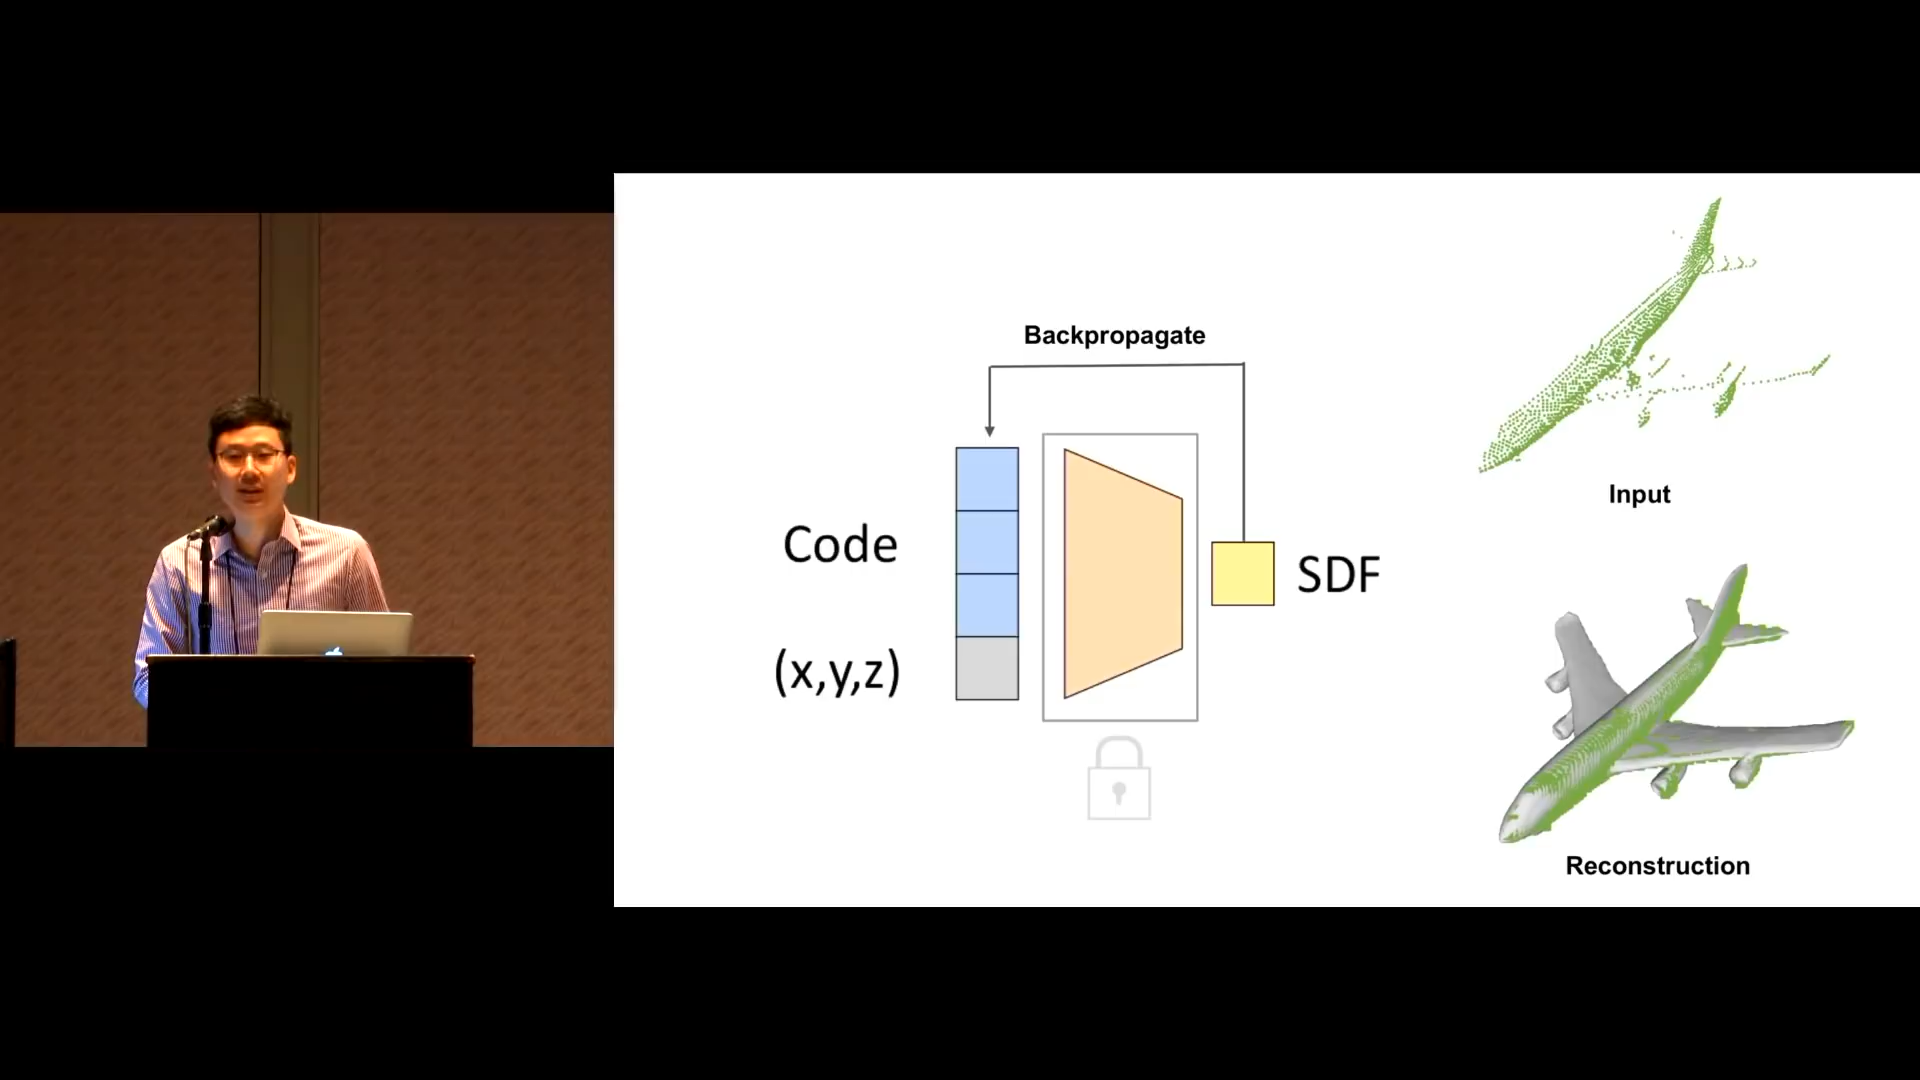 Backpropagate
Code
(x,y,z)
SDF
Input
Reconstruction